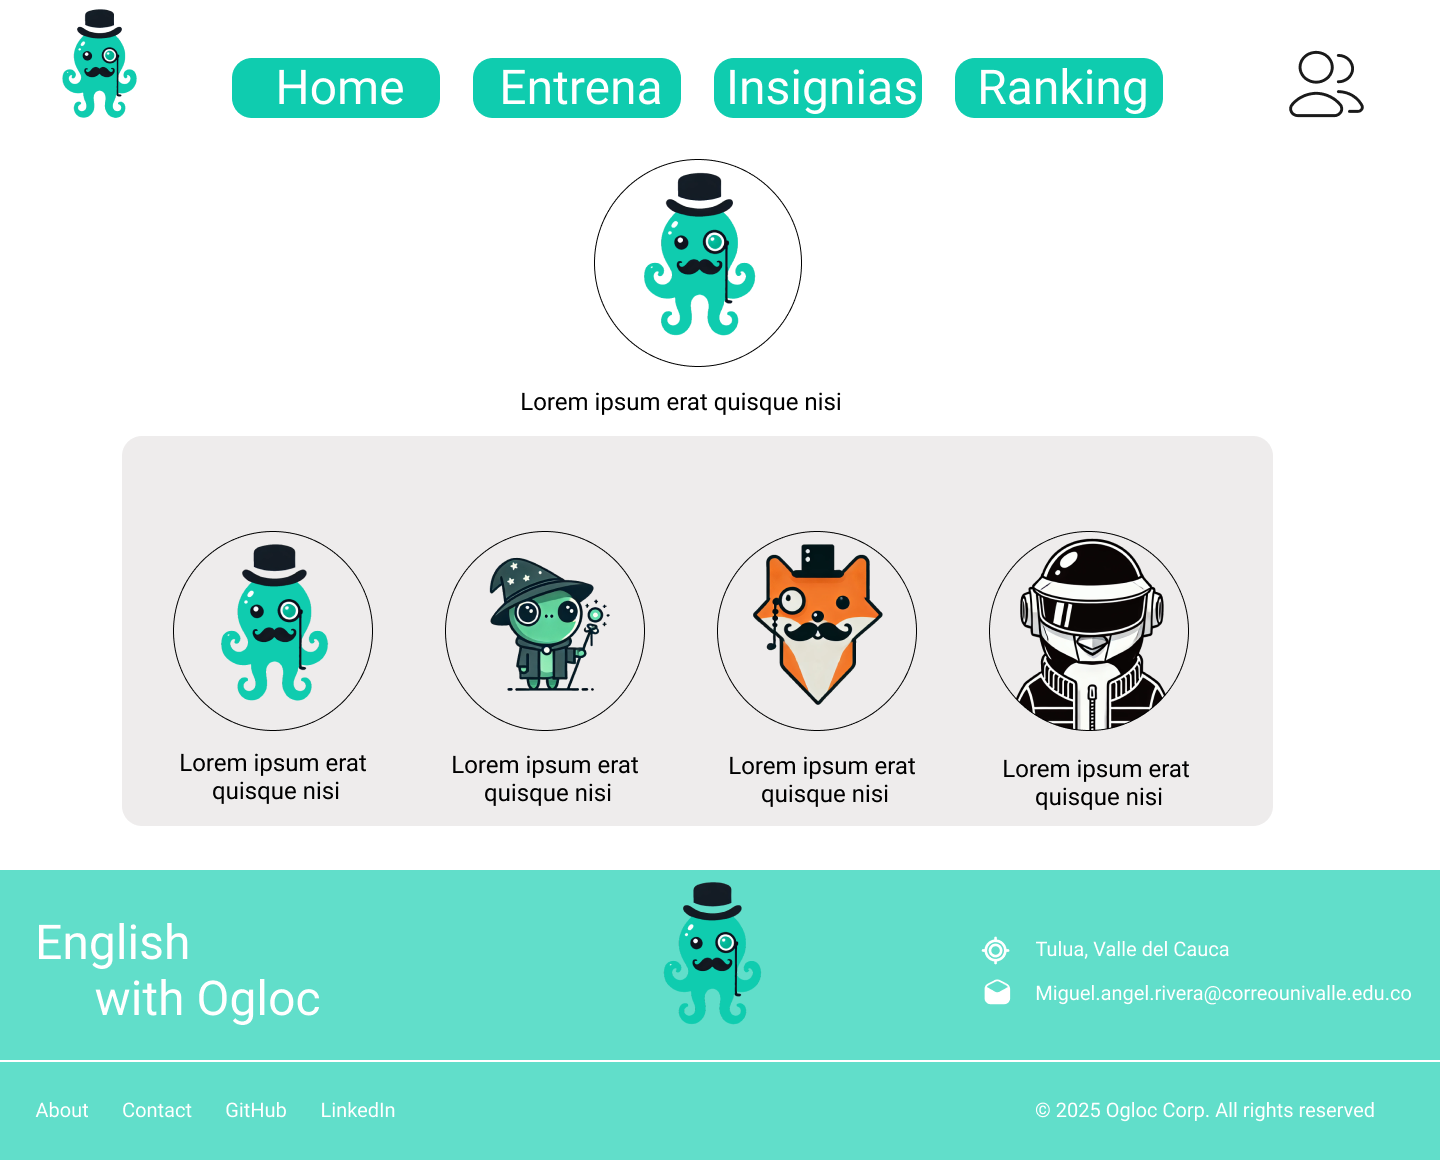 Home
Entrena
Insignias
Ranking
Lorem ipsum erat quisque nisi
Lorem ipsum erat
quisque nisi
Lorem ipsum erat
quisque nisi
Lorem ipsum erat
quisque nisi
Lorem ipsum erat
quisque nisi
English
with Ogloc
Tulua, Valle del Cauca
Miguel.angel.rivera@correounivalle.edu.co
About
Contact
GitHub
LinkedIn
© 2025 Ogloc Corp. All rights reserved